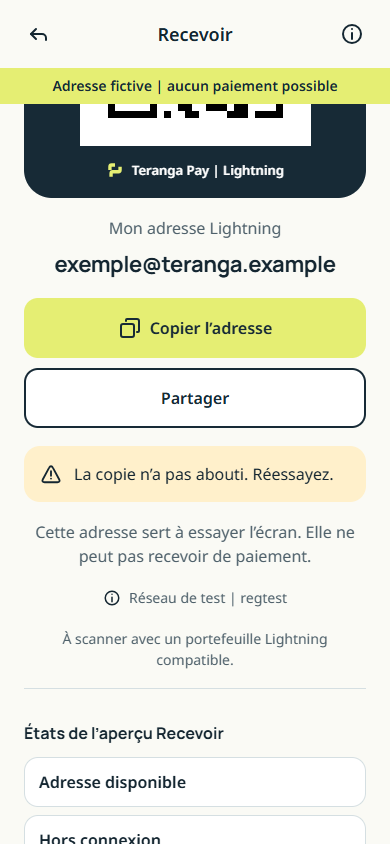 Recevoir
Adresse fictive | aucun paiement possible
Teranga Pay | Lightning
Mon adresse Lightning
exemple@teranga.example
Copier l’adresse
Partager
La copie n’a pas abouti. Réessayez.
Cette adresse sert à essayer l’écran. Elle ne
peut pas recevoir de paiement.
Réseau de test | regtest
À scanner avec un portefeuille Lightning
compatible.
États de l’aperçu Recevoir
Adresse disponible
Hors connexion